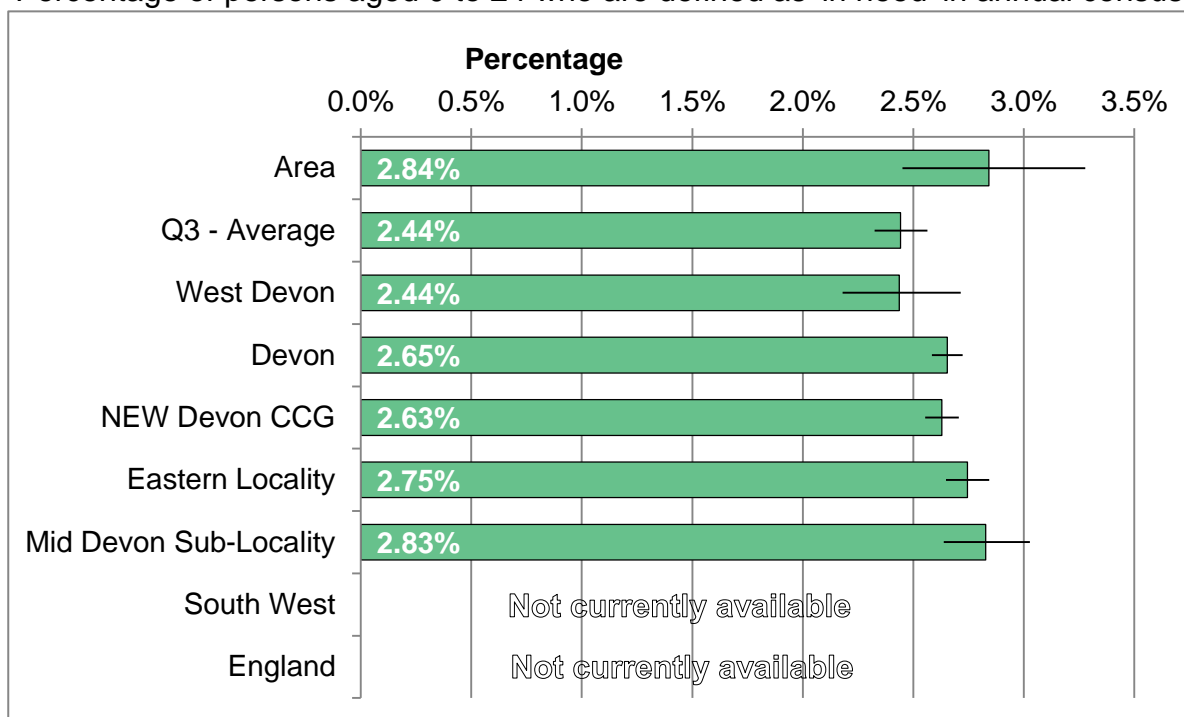 Percentage
0.0% 0.5% 1.0% 1.5% 2.0% 2.5% 3.0% 3.5%
Area 2.84%
Q3 - Average 2.44%
West Devon 2.44%
Devon 2.65%
NEW Devon CCG 2.63%
Eastern Locality 2.75%
Mid Devon Sub-Locality 2.83%
South West Not currently available
England Not currently available